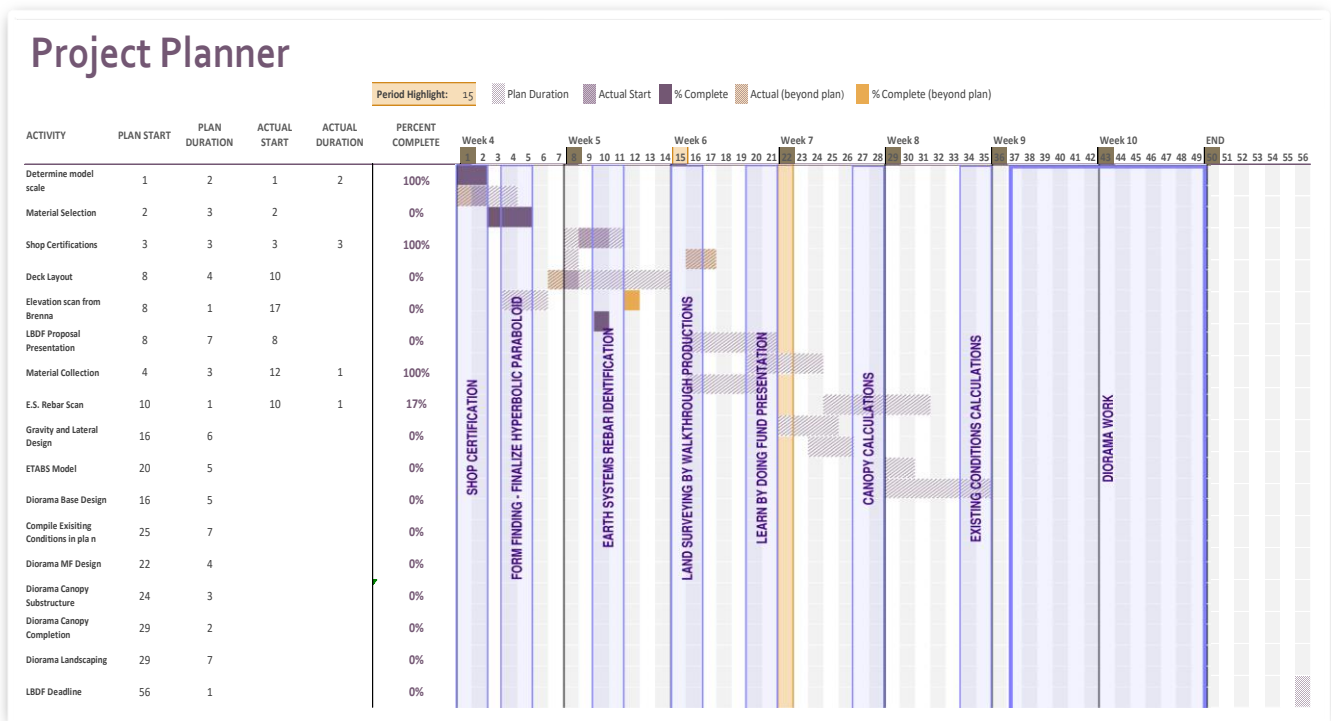 Project Planner
Period Highlight: 15 Plan Duration Actual Start % Complete Actual (beyond plan) % Complete (beyond plan)
ACTIVITY PLAN START PLAN DURATION ACTUAL START ACTUAL DURATION PERCENT COMPLETE
Week 4 Week 5 Week 6 Week 7 Week 8 Week 9 Week 10 END
1 2 3 4 5 6 7 8 9 10 11 12 13 14 15 16 17 18 19 20 21 22 23 24 25 26 27 28 29 30 31 32 33 34 35 36 37 38 39 40 41 42 43 44 45 46 47 48 49 50 51 52 53 54 55 56
Determine model scale 1 2 1 2 100%
Material Selection 2 3 2 0%
Shop Certifications 3 3 3 3 100%
Deck Layout 8 4 10 0%
Elevation scan from Brenna 8 1 17 0%
LBDF Proposal Presentation 8 7 8 0%
Material Collection 4 3 12 1 100%
E.S. Rebar Scan 10 1 10 1 17%
Gravity and Lateral Design 16 6 0%
ETABS Model 20 5 0%
Diorama Base Design 16 5 0%
Compile Exisiting Conditions in pla n 25 7 0%
Diorama MF Design 22 4 0%
Diorama Canopy Substructure 24 3 0%
Diorama Canopy Completion 29 2 0%
Diorama Landscaping 29 7 0%
LBDF Deadline 56 1 0%
SHOP CERTIFICATION
FORM FINDING - FINALIZE HYPERBOLIC PARABOLOID
EARTH SYSTEMS REBAR IDENTIFICATION
LAND SURVEYING BY WALKTHROUGH PRODUCTIONS
LEARN BY DOING FUND PRESENTATION
CANOPY CALCULATIONS
EXISTING CONDITIONS CALCULATIONS
DIORAMA WORK